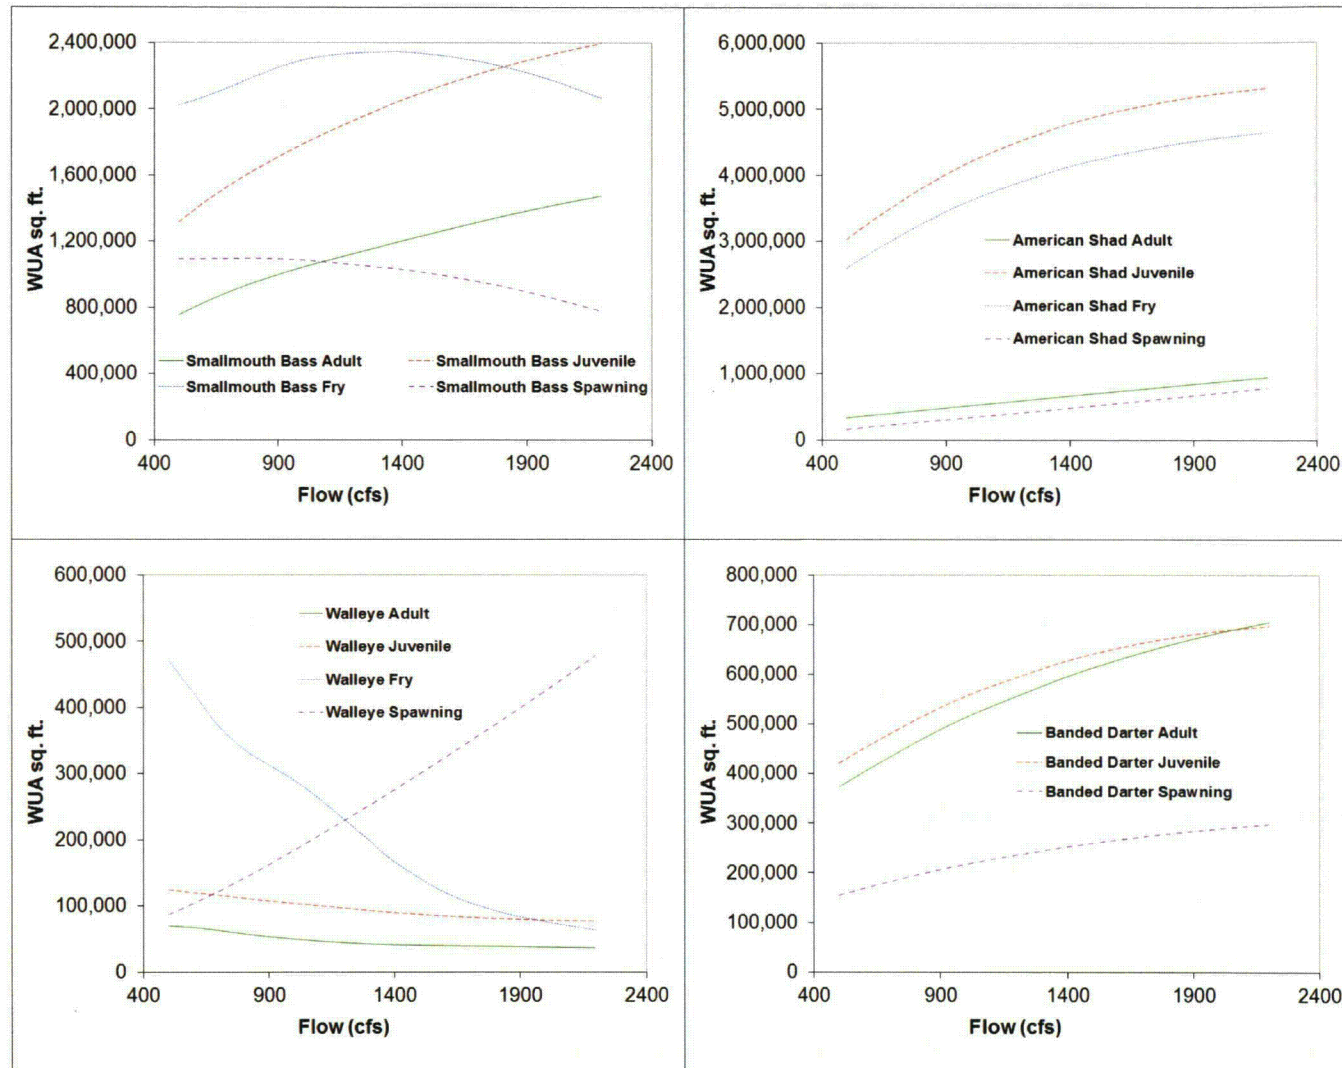 2,400,000
2,000,000
1,600,000
1,200,000
800,000
400,000
0
WUA sq. ft.
Smallmouth Bass Adult
Smallmouth Bass Juvenile
Smallmouth Bass Fry
Smallmouth Bass Spawning
400 900 1400 1900 2400
Flow (cfs)
6,000,000
5,000,000
4,000,000
3,000,000
2,000,000
1,000,000
0
WUA sq. ft.
American Shad Adult
American Shad Juvenile
American Shad Fry
American Shad Spawning
400 900 1400 1900 2400
Flow (cfs)
600,000
500,000
400,000
300,000
200,000
100,000
0
WUA sq. ft.
Walleye Adult
Walleye Juvenile
Walleye Fry
Walleye Spawning
400 900 1400 1900 2400
Flow (cfs)
800,000
700,000
600,000
500,000
400,000
300,000
200,000
100,000
0
WUA sq. ft.
Banded Darter Adult
Banded Darter Juvenile
Banded Darter Spawning
400 900 1400 1900 2400
Flow (cfs)